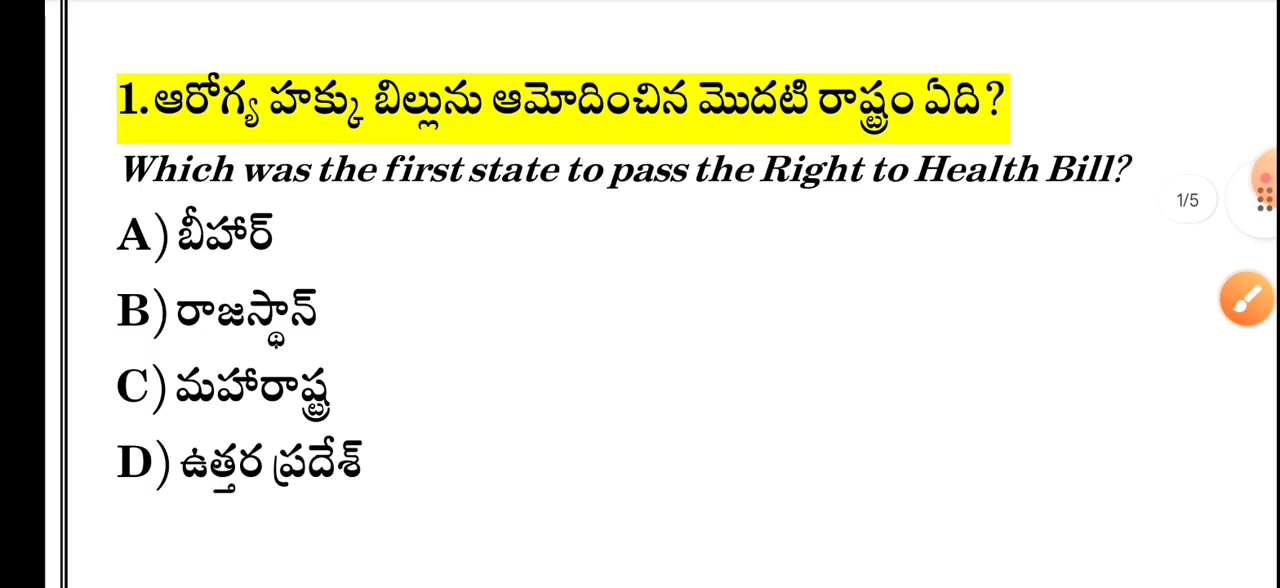 1.ఆరోగ్య హక్కు బిల్లును ఆమోదించిన మొదటి రాష్ట్రం ఏది?
Which was the first state to pass the Right to Health Bill?
1/5
A) బీహార్
B) రాజస్థాన్
C) మహారాష్ట్ర
D) ఉత్తర ప్రదేశ్